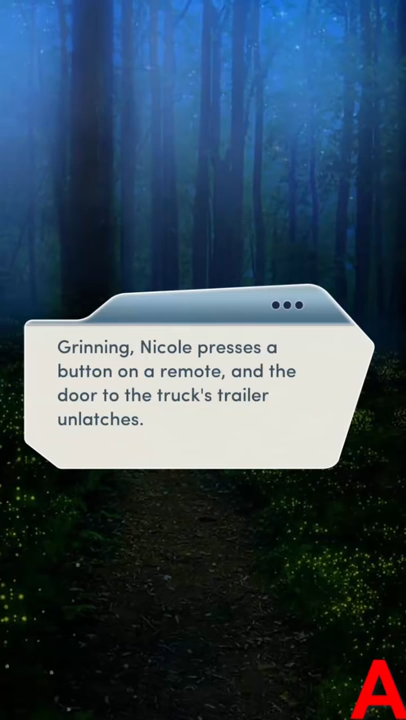 Grinning, Nicole presses a
button on a remote, and the
door to the truck's trailer
unlatches.
A